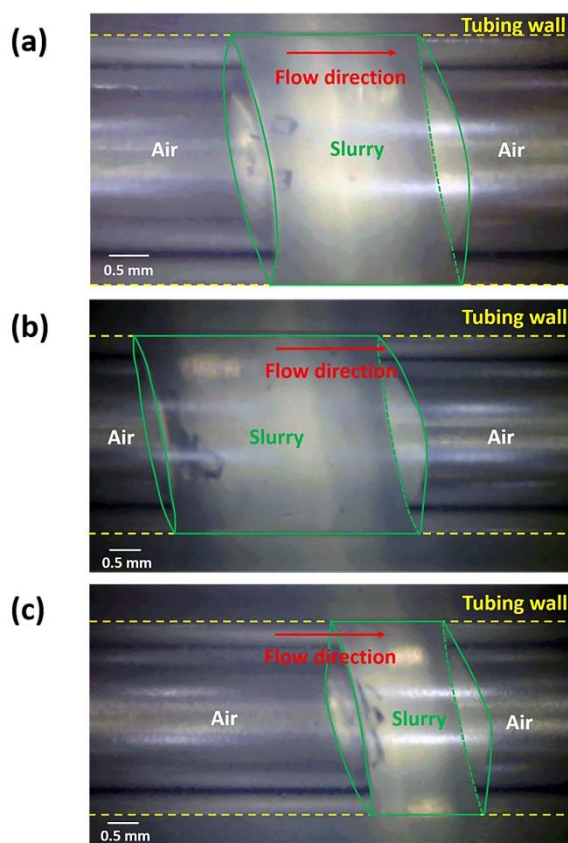 (a)
Tubing wall
Flow direction
Air
Slurry
Air
0.5 mm
(b)
Tubing wall
Flow direction
Air
Slurry
Air
0.5 mm
(c)
Tubing wall
Flow direction
Air
Slurry
Air
0.5 mm